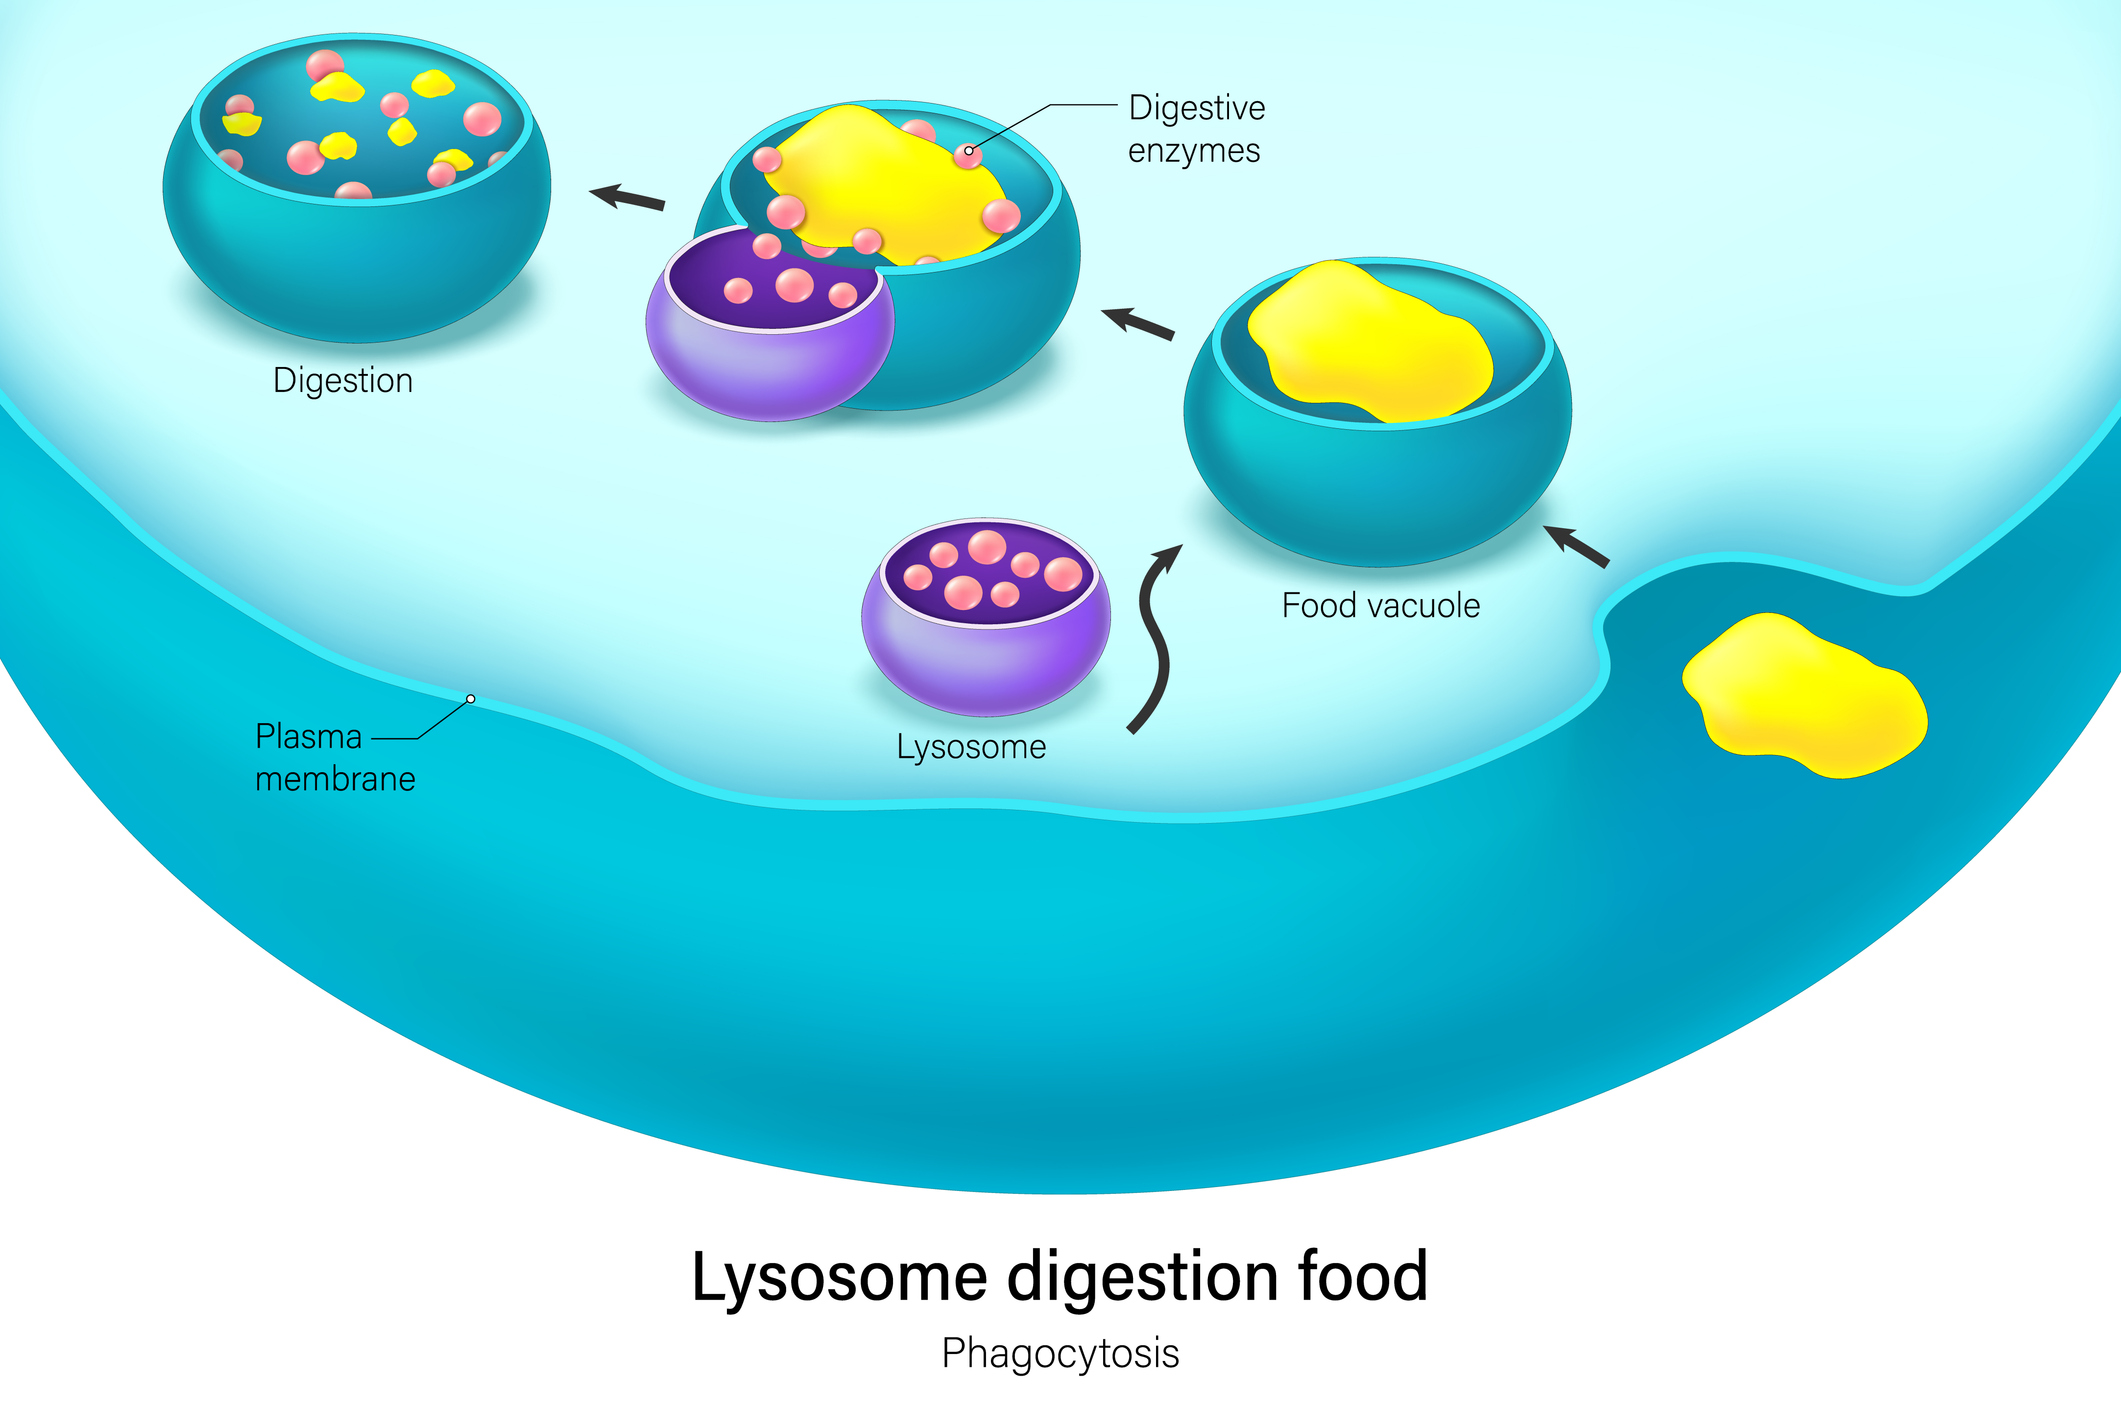 Digestive
enzymes
Digestion
Food vacuole
Plasma
membrane
Lysosome
Lysosome digestion food
Phagocytosis